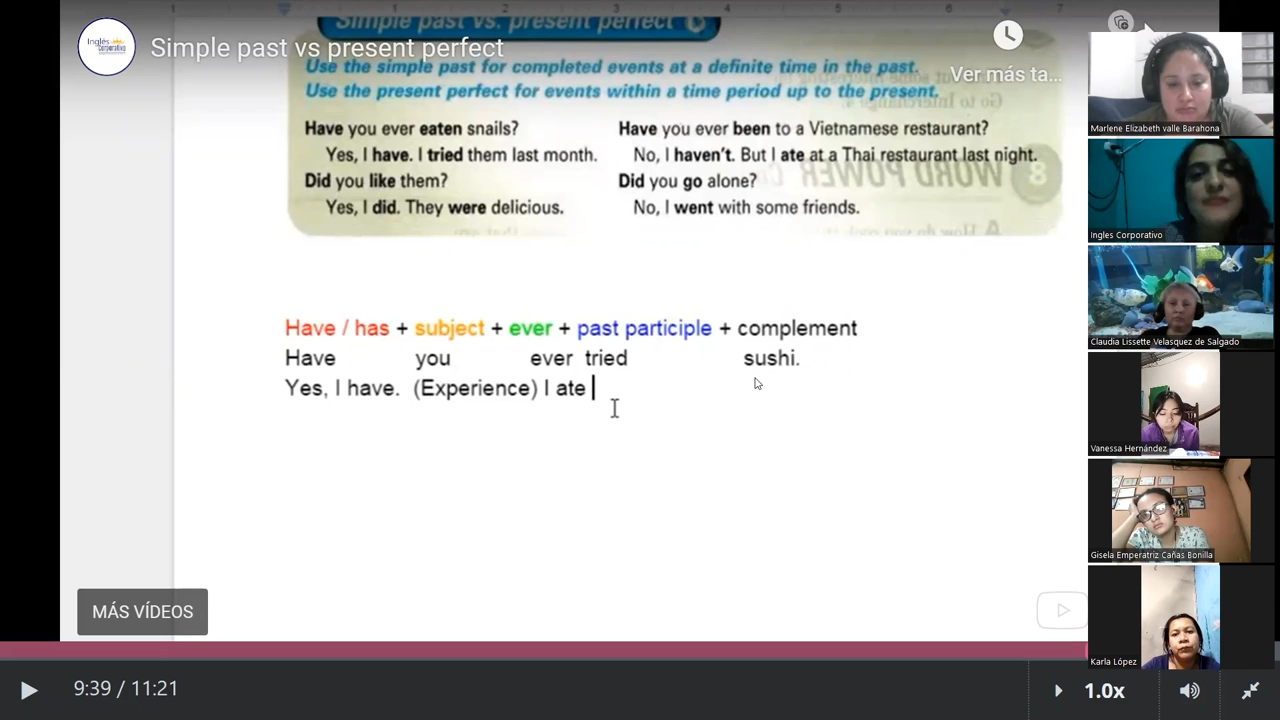 Simple past vs. present perfect
Simple past vs present perfect
Inglés
Corporativo
Ver más ta...
Use the simple past for completed events at a definite time in the past.
Use the present perfect for events within a time period up to the present.
Have you ever eaten snails?
Yes, I have. I tried them last month.
Did you like them?
Yes, I did. They were delicious.
Have you ever been to a Vietnamese restaurant?
No, I haven't. But I ate at a Thai restaurant last night.
Did you go alone?
No, I went with some friends.
8 WORD POWER
Have / has + subject + ever + past participle + complement
Have you ever tried sushi.
Yes, I have. (Experience) I ate
MÁS VÍDEOS
9:39 / 11:21
1.0x
Marlene Elizabeth valle Barahona
Ingles Corporativo
Claudia Lissette Velasquez de Salgado
Vanessa Hernández
Gisela Emperatriz Cañas Bonilla
Karla López